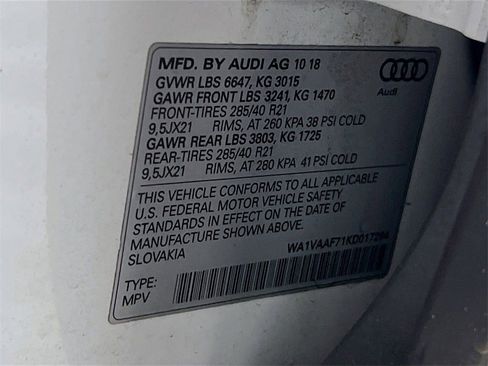 MFD. BY AUDI AG 10 18
GVWR LBS 6647, KG 3015
GAWR FRONT LBS 3241, KG 1470
FRONT-TIRES 285/40 R21
9,5JX21 RIMS, AT 260 KPA 38 PSI COLD
GAWR REAR LBS 3803, KG 1725
REAR-TIRES 285/40 R21
9,5JX21 RIMS, AT 280 KPA 41 PSI COLD
THIS VEHICLE CONFORMS TO ALL APPLICABLE
U.S. FEDERAL MOTOR VEHICLE SAFETY
STANDARDS IN EFFECT ON THE DATE OF
MANUFACTURE SHOWN ABOVE.
SLOVAKIA WA1VAAF71KD017294
TYPE:
MPV
Audi